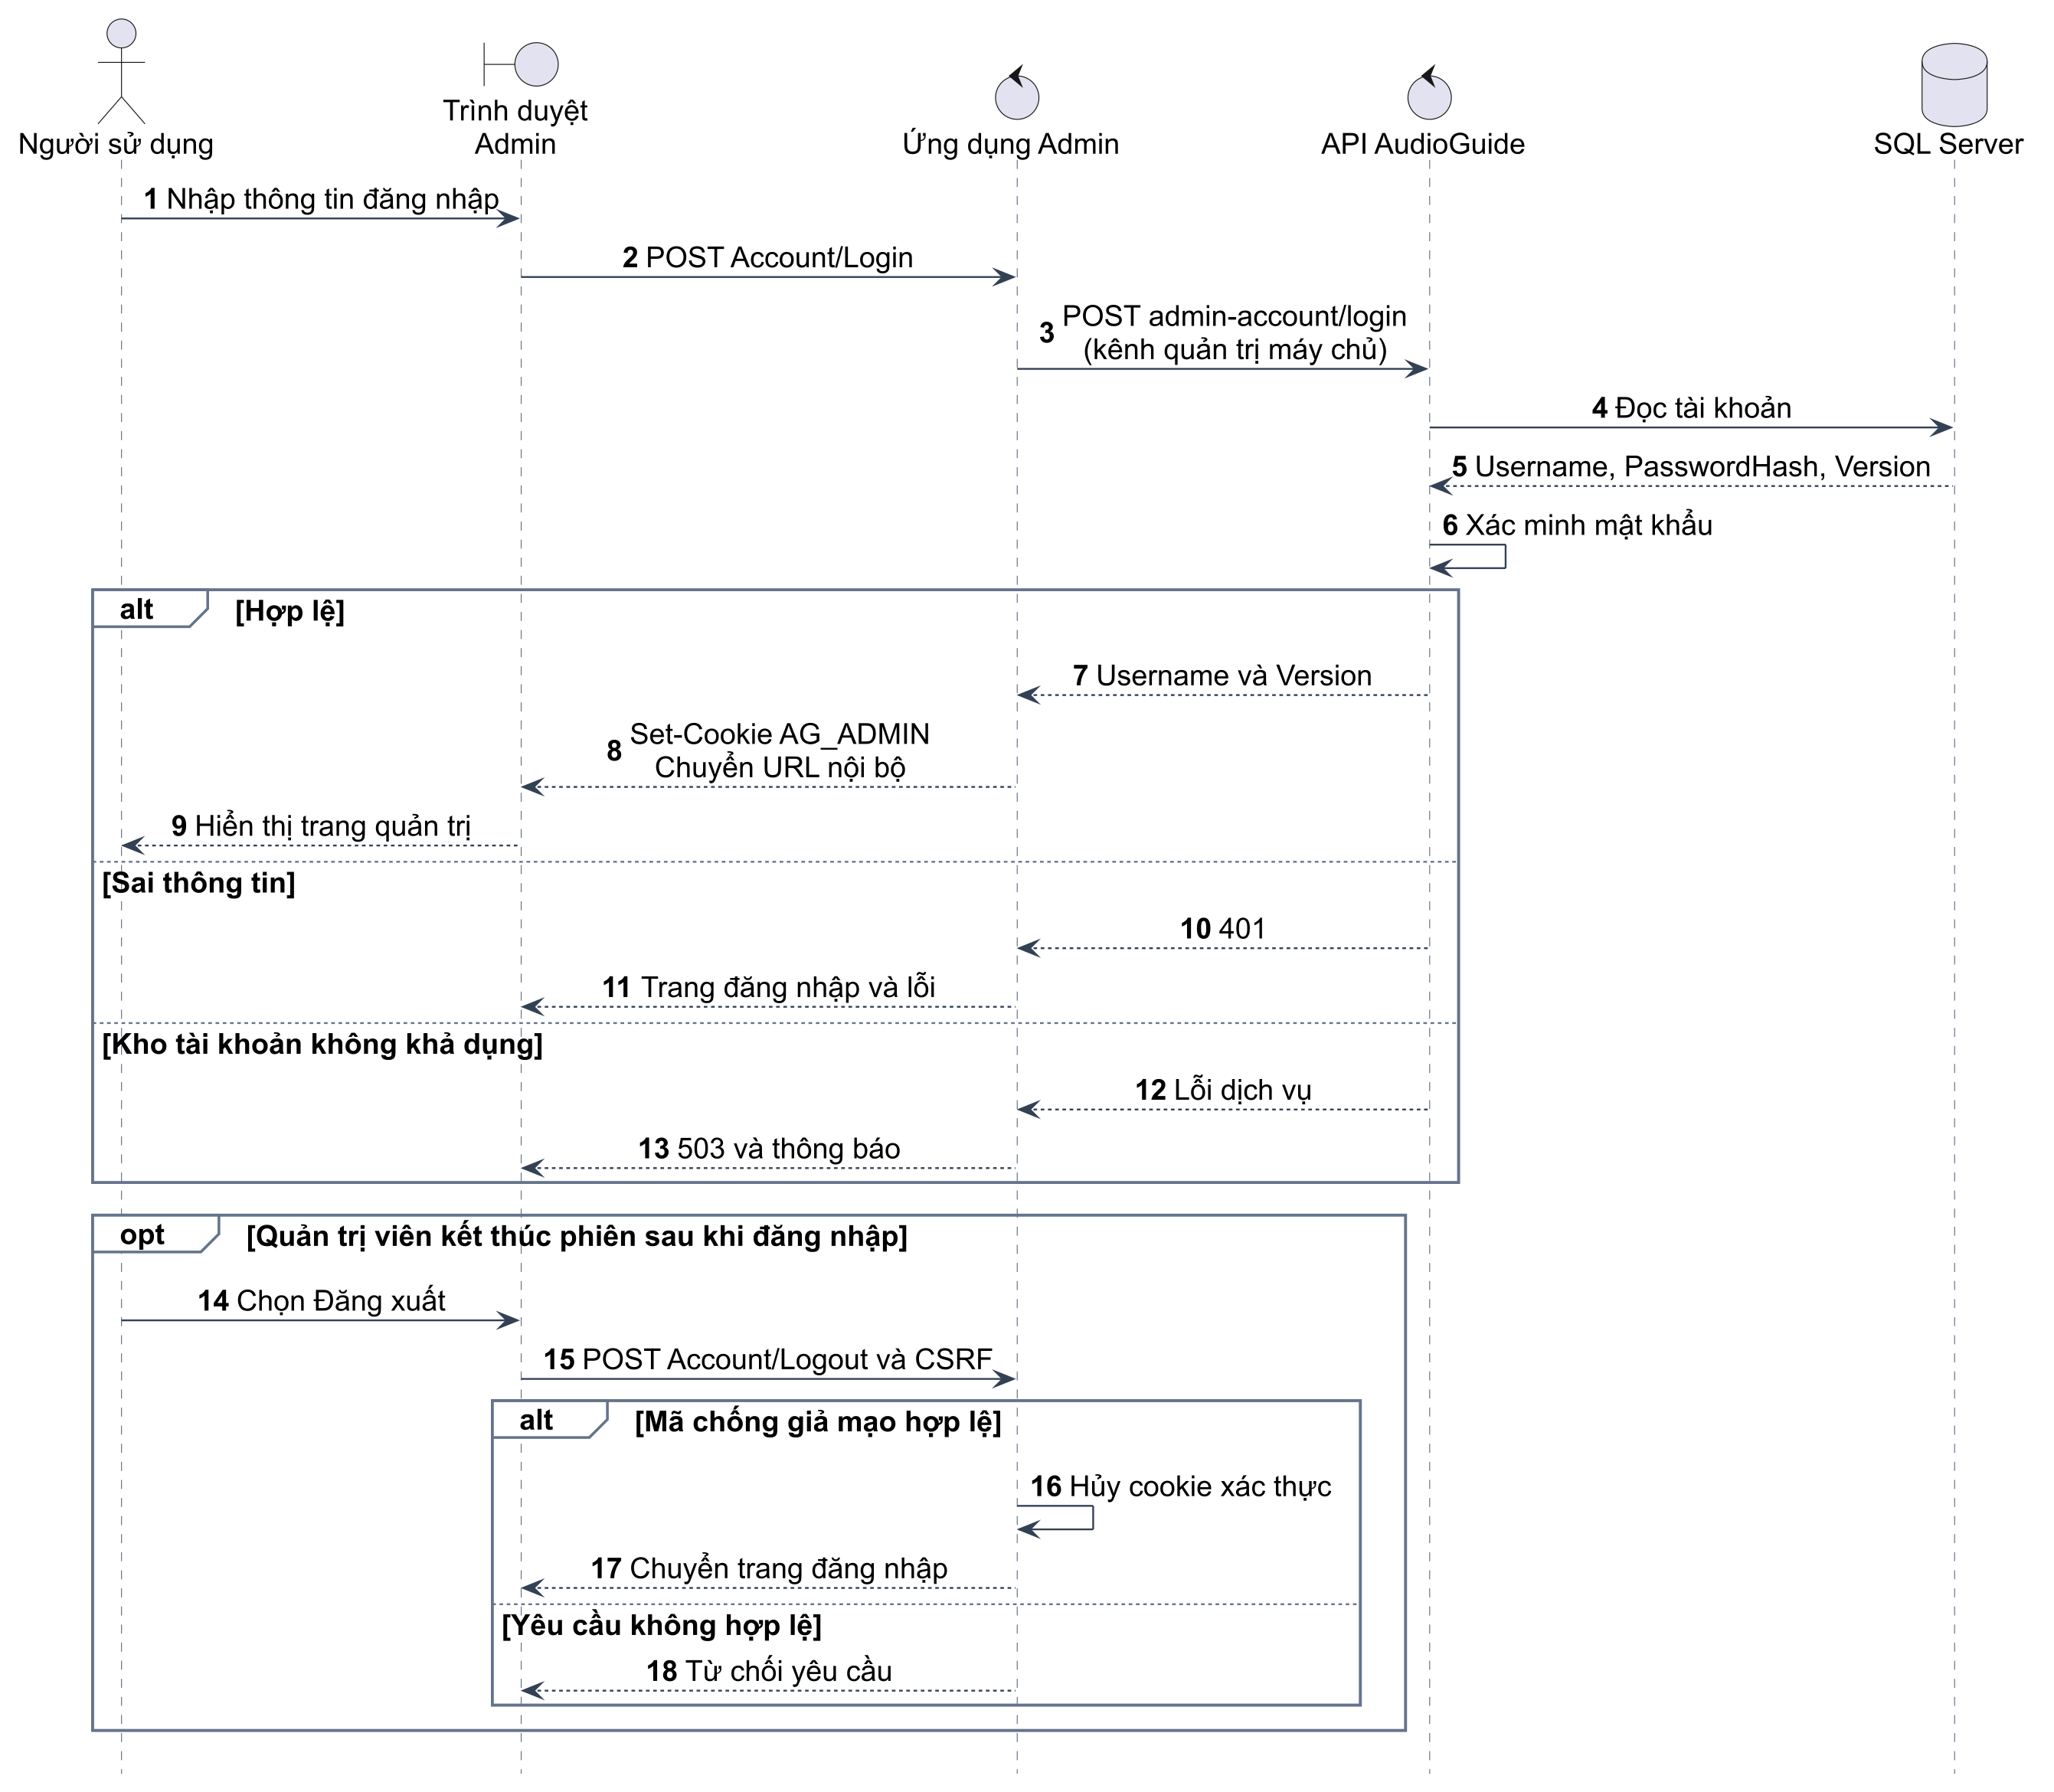 Người sử dụng
Trình duyệt
Admin
Ứng dụng Admin
API AudioGuide
SQL Server
1 Nhập thông tin đăng nhập
2 POST Account/Login
3 POST admin-account/login
(kênh quản trị máy chủ)
4 Đọc tài khoản
5 Username, PasswordHash, Version
6 Xác minh mật khẩu
alt [Hợp lệ]
7 Username và Version
8 Set-Cookie AG_ADMIN
Chuyển URL nội bộ
9 Hiển thị trang quản trị
[Sai thông tin]
10 401
11 Trang đăng nhập và lỗi
[Kho tài khoản không khả dụng]
12 Lỗi dịch vụ
13 503 và thông báo
opt [Quản trị viên kết thúc phiên sau khi đăng nhập]
14 Chọn Đăng xuất
15 POST Account/Logout và CSRF
alt [Mã chống giả mạo hợp lệ]
16 Hủy cookie xác thực
17 Chuyển trang đăng nhập
[Yêu cầu không hợp lệ]
18 Từ chối yêu cầu